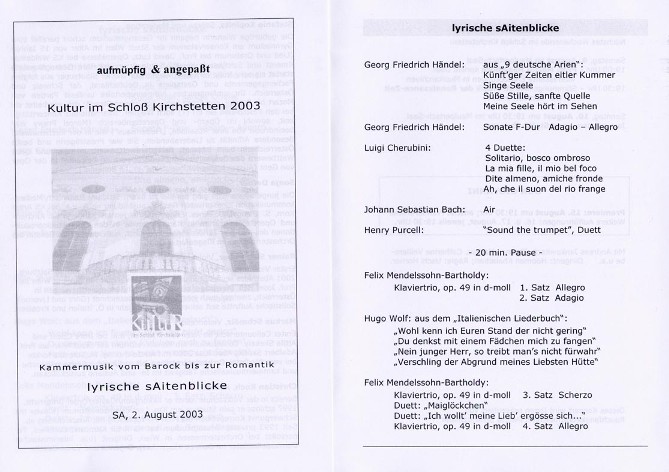 aufmüpfig & angepaßt
Kultur im Schloß Kirchstetten 2003
KULTUR
Kammermusik vom Barock bis zur Romantik
lyrische sAitenblicke
SA, 2. August 2003
lyrische sAitenblicke
Georg Friedrich Händel: aus „9 deutsche Arien":
Künft'ger Zeiten eitler Kummer
Singe Seele
Süße Stille, sanfte Quelle
Meine Seele hört im Sehen
Georg Friedrich Händel: Sonate F-Dur Adagio – Allegro
Luigi Cherubini: 4 Duette:
Solitario, bosco ombroso
La mia fille, il mio bel foco
Dite almeno, amiche fronde
Ah, che il suon del rio frange
Johann Sebastian Bach: Air
Henry Purcell: "Sound the trumpet", Duett
- 20 min. Pause -
Felix Mendelssohn-Bartholdy:
Klaviertrio, op. 49 in d-moll 1. Satz Allegro
2. Satz Adagio
Hugo Wolf: aus dem „Italienischen Liederbuch":
„Wohl kenn ich Euren Stand der nicht gering"
„Du denkst mit einem Fädchen mich zu fangen"
„Nein junger Herr, so treibt man's nicht fürwahr"
„Verschling der Abgrund meines Liebsten Hütte"
Felix Mendelssohn-Bartholdy:
Klaviertrio, op. 49 in d-moll 3. Satz Scherzo
Duett: „Maiglöckchen"
Duett: „Ich wollt' meine Lieb' ergösse sich..."
Klaviertrio, op. 49 in d-moll 4. Satz Allegro